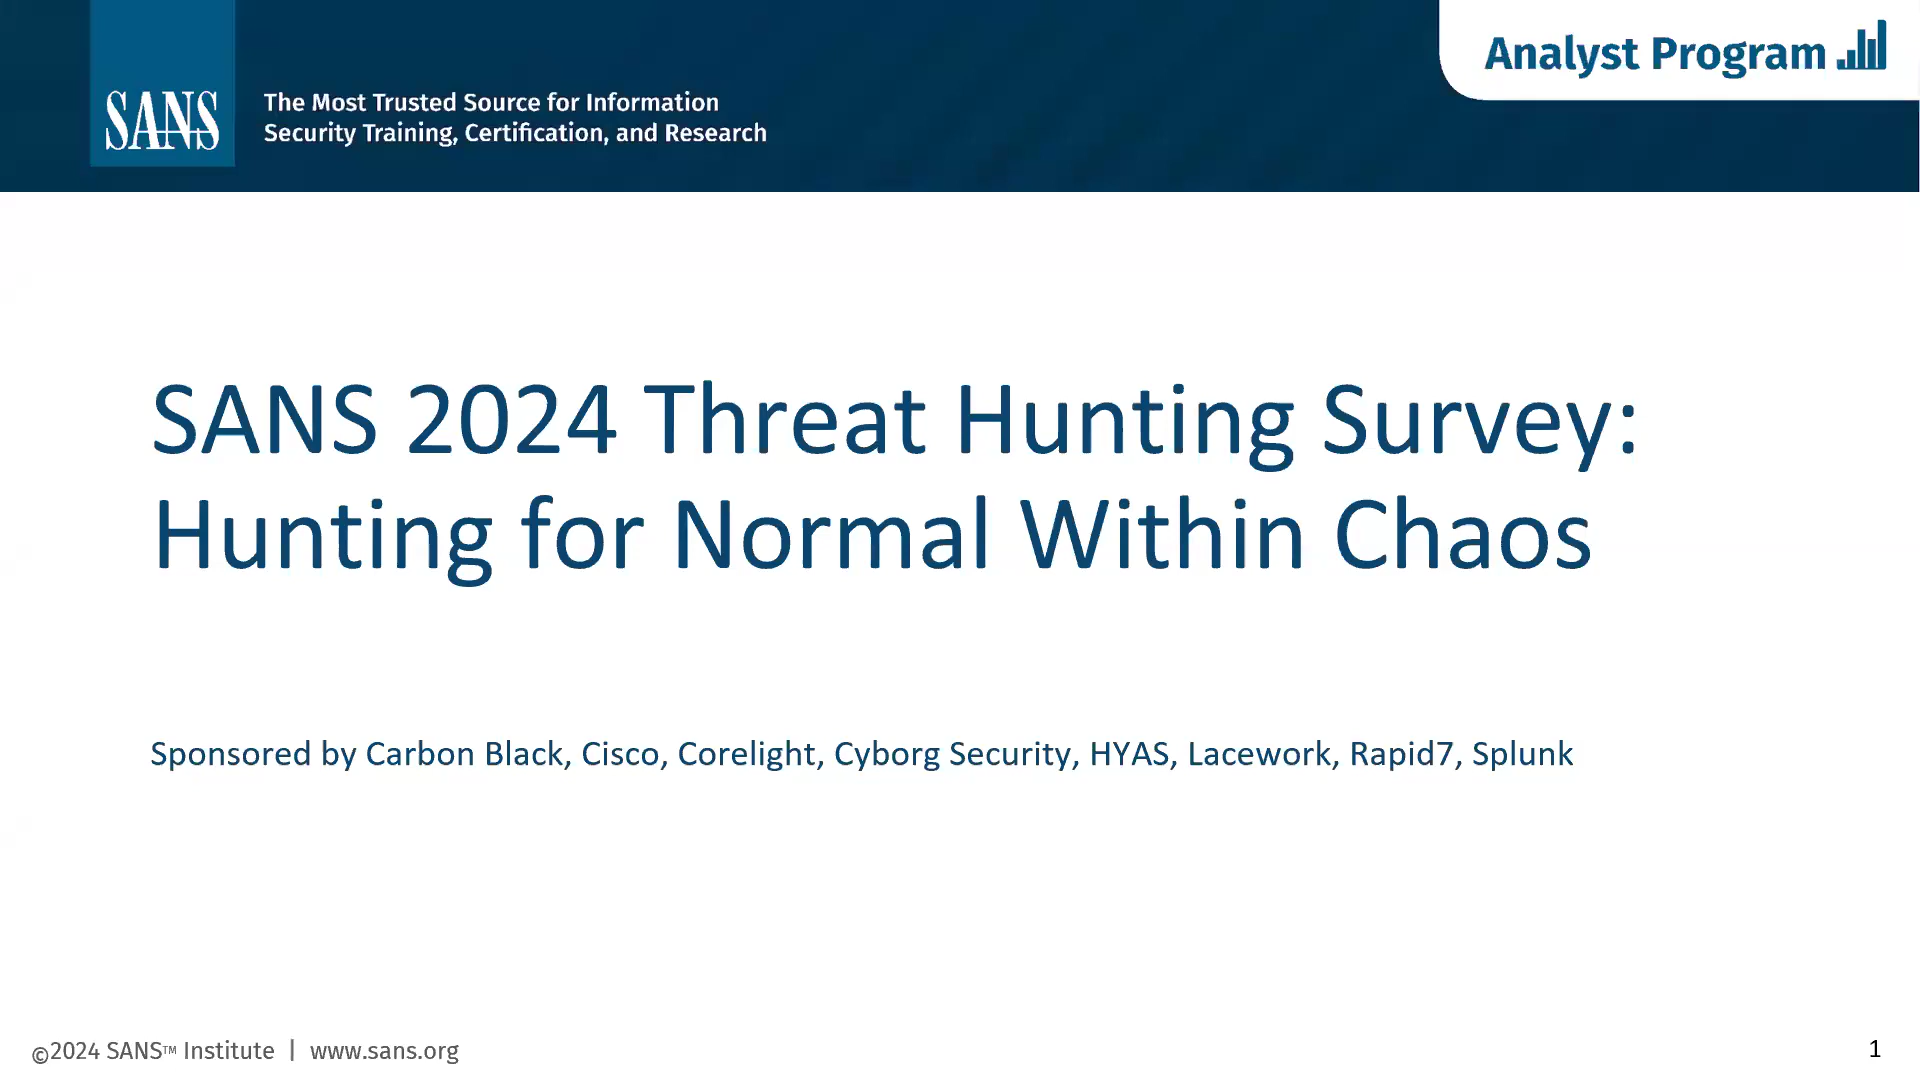 Analyst Program
SANS
The Most Trusted Source for Information
Security Training, Certification, and Research
SANS 2024 Threat Hunting Survey:
Hunting for Normal Within Chaos
Sponsored by Carbon Black, Cisco, Corelight, Cyborg Security, HYAS, Lacework, Rapid7, Splunk
©2024 SANS™ Institute | www.sans.org
1